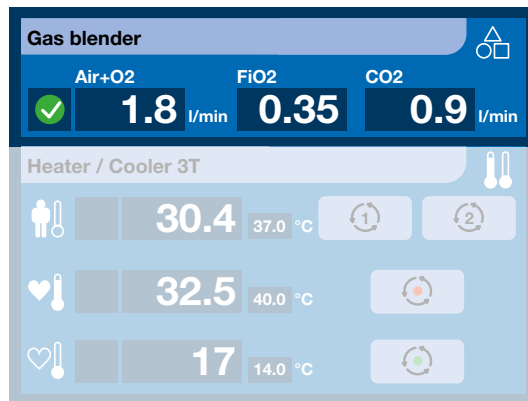 Gas blender
Air+O2 FiO2 CO2
1.8 l/min 0.35 0.9 l/min
Heater / Cooler 3T
30.4 37.0 °C 1 2
32.5 40.0 °C
17 14.0 °C